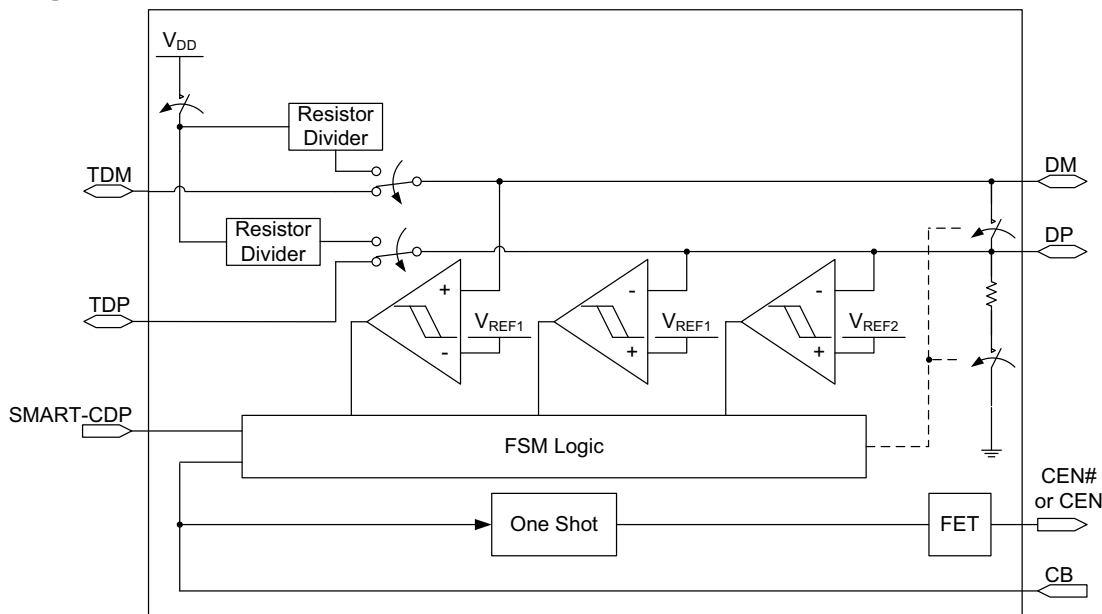 VDD
Resistor
Divider
TDM
DM
Resistor
Divider
DP
TDP
+
-
VREF1
-
+
VREF1
-
+
VREF2
SMART-CDP
FSM Logic
CEN#
or CEN
One Shot
FET
CB